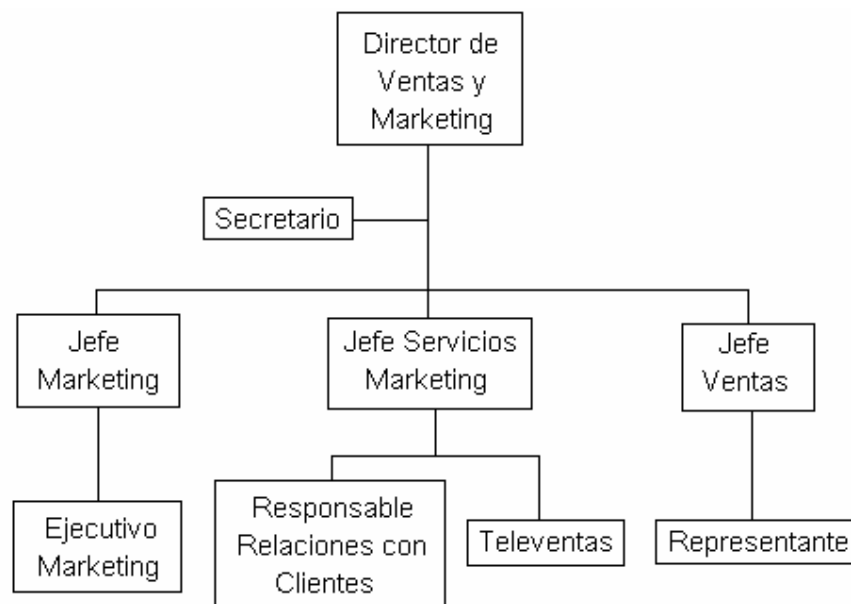 Director de
Ventas y
Marketing
Secretario
Jefe
Marketing
Jefe Servicios
Marketing
Jefe
Ventas
Ejecutivo
Marketing
Responsable
Relaciones con
Clientes
Televentas
Representante